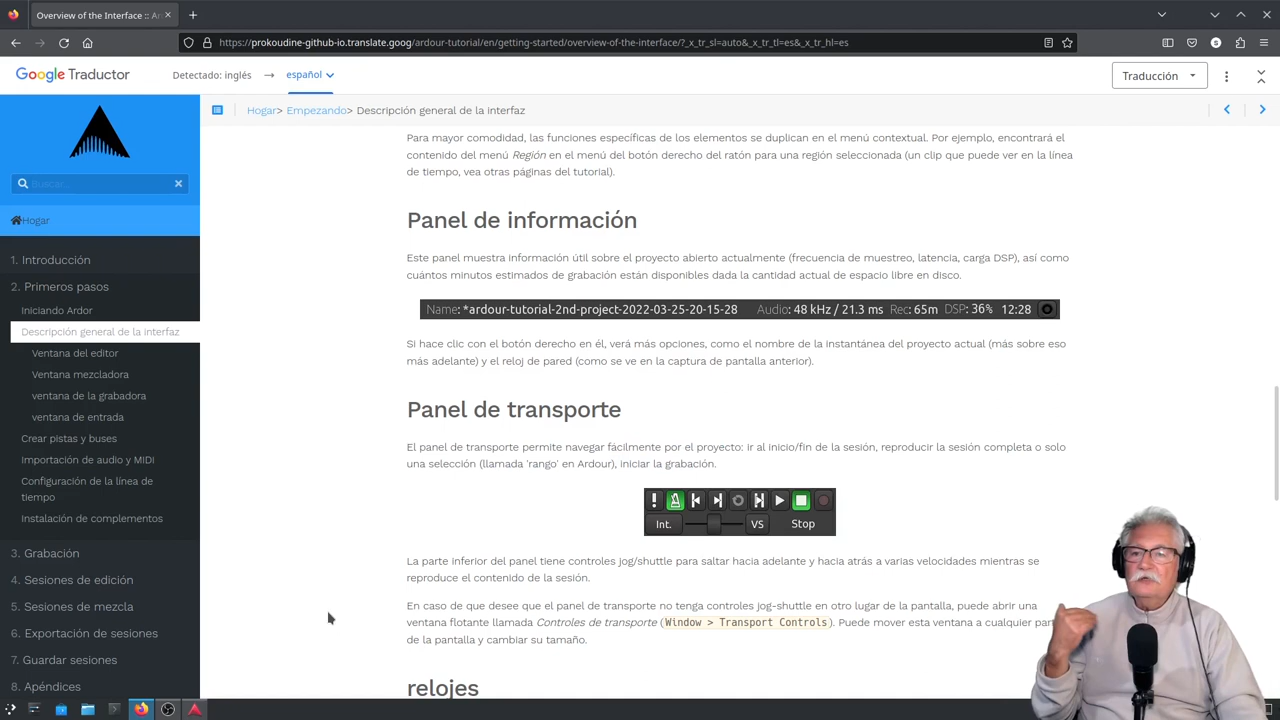 Overview of the Interface :: Ar
https://prokoudine-github-io.translate.goog/ardour-tutorial/en/getting-started/overview-of-the-interface/?_x_tr_sl=auto&_x_tr_tl=es&_x_tr_hl=es
Google Traductor
Detectado: inglés → español
Traducción
Buscar...
Hogar
1. Introducción
2. Primeros pasos
Iniciando Ardor
Descripción general de la interfaz
Ventana del editor
Ventana mezcladora
ventana de la grabadora
ventana de entrada
Crear pistas y buses
Importación de audio y MIDI
Configuración de la línea de
tiempo
Instalación de complementos
3. Grabación
4. Sesiones de edición
5. Sesiones de mezcla
6. Exportación de sesiones
7. Guardar sesiones
8. Apéndices
Hogar> Empezando> Descripción general de la interfaz
Para mayor comodidad, las funciones específicas de los elementos se duplican en el menú contextual. Por ejemplo, encontrará el
contenido del menú Región en el menú del botón derecho del ratón para una región seleccionada (un clip que puede ver en la línea
de tiempo, vea otras páginas del tutorial).
Panel de información
Este panel muestra información útil sobre el proyecto abierto actualmente (frecuencia de muestreo, latencia, carga DSP), así como
cuántos minutos estimados de grabación están disponibles dada la cantidad actual de espacio libre en disco.
Name: *ardour-tutorial-2nd-project-2022-03-25-20-15-28 Audio: 48 kHz / 21.3 ms Rec: 65m DSP: 36% 12:28
Si hace clic con el botón derecho en él, verá más opciones, como el nombre de la instantánea del proyecto actual (más sobre eso
más adelante) y el reloj de pared (como se ve en la captura de pantalla anterior).
Panel de transporte
El panel de transporte permite navegar fácilmente por el proyecto: ir al inicio/fin de la sesión, reproducir la sesión completa o solo
una selección (llamada 'rango' en Ardour), iniciar la grabación.
Int. VS Stop
La parte inferior del panel tiene controles jog/shuttle para saltar hacia adelante y hacia atrás a varias velocidades mientras se
reproduce el contenido de la sesión.
En caso de que desee que el panel de transporte no tenga controles jog-shuttle en otro lugar de la pantalla, puede abrir una
ventana flotante llamada Controles de transporte (Window > Transport Controls). Puede mover esta ventana a cualquier par
de la pantalla y cambiar su tamaño.
relojes